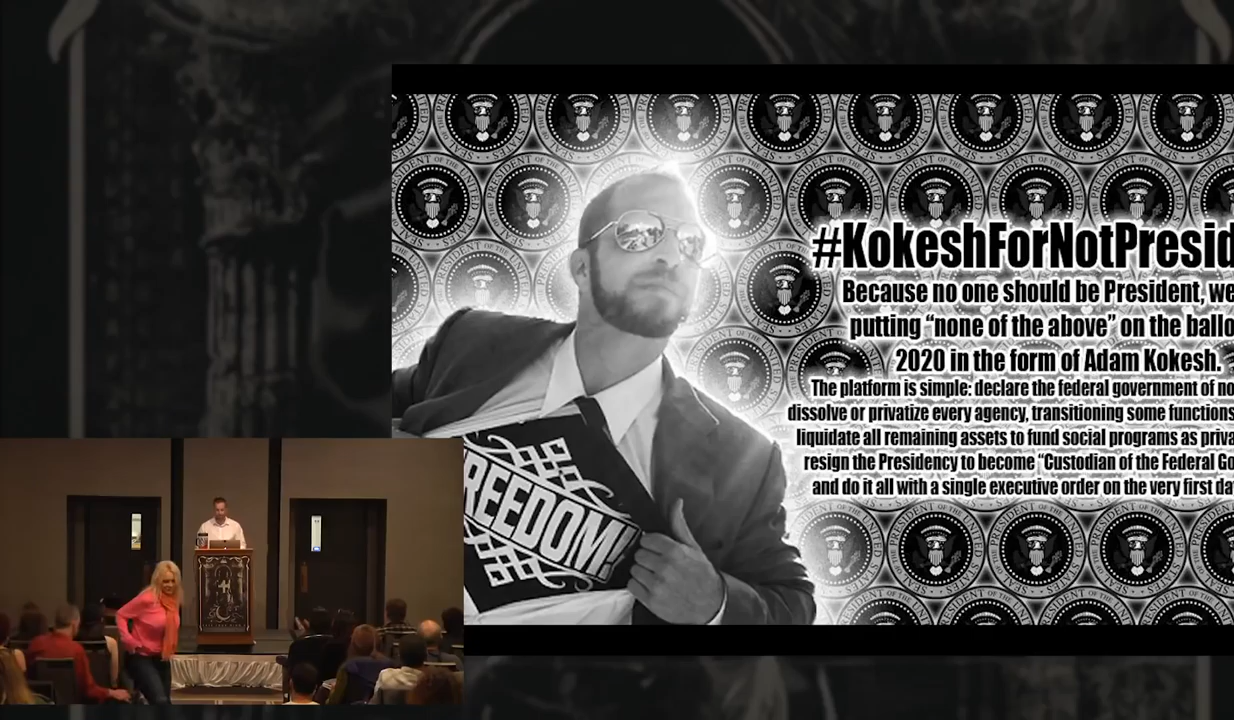 #KokeshForNotPresid
Because no one should be President, we
putting “none of the above” on the ballo
2020 in the form of Adam Kokesh.
The platform is simple: declare the federal government of no
dissolve or privatize every agency, transitioning some functions
liquidate all remaining assets to fund social programs as priva
resign the Presidency to become “Custodian of the Federal Go
and do it all with a single executive order on the very first da
REEDOM!